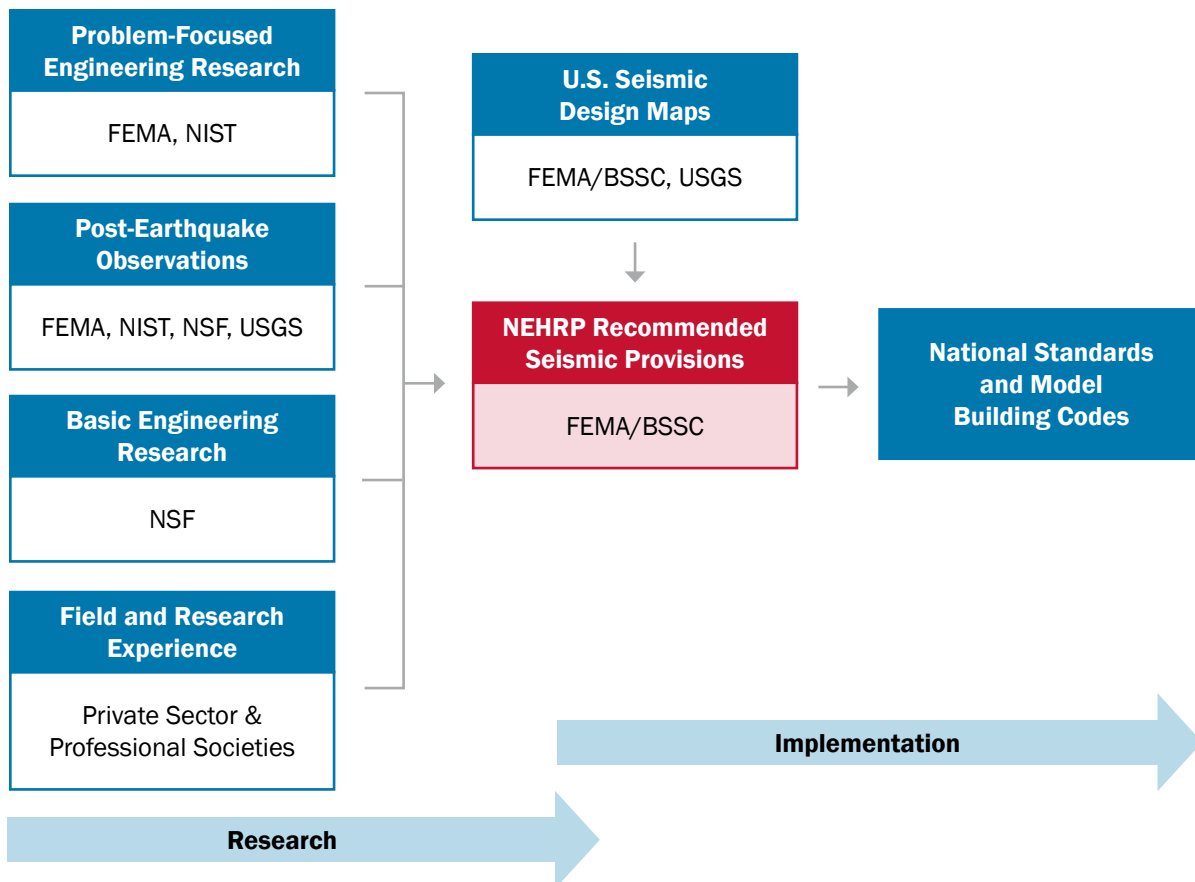 Problem-Focused
Engineering Research
FEMA, NIST
Post-Earthquake
Observations
FEMA, NIST, NSF, USGS
Basic Engineering
Research
NSF
Field and Research
Experience
Private Sector &
Professional Societies
U.S. Seismic
Design Maps
FEMA/BSSC, USGS
NEHRP Recommended
Seismic Provisions
FEMA/BSSC
National Standards
and Model
Building Codes
Implementation
Research